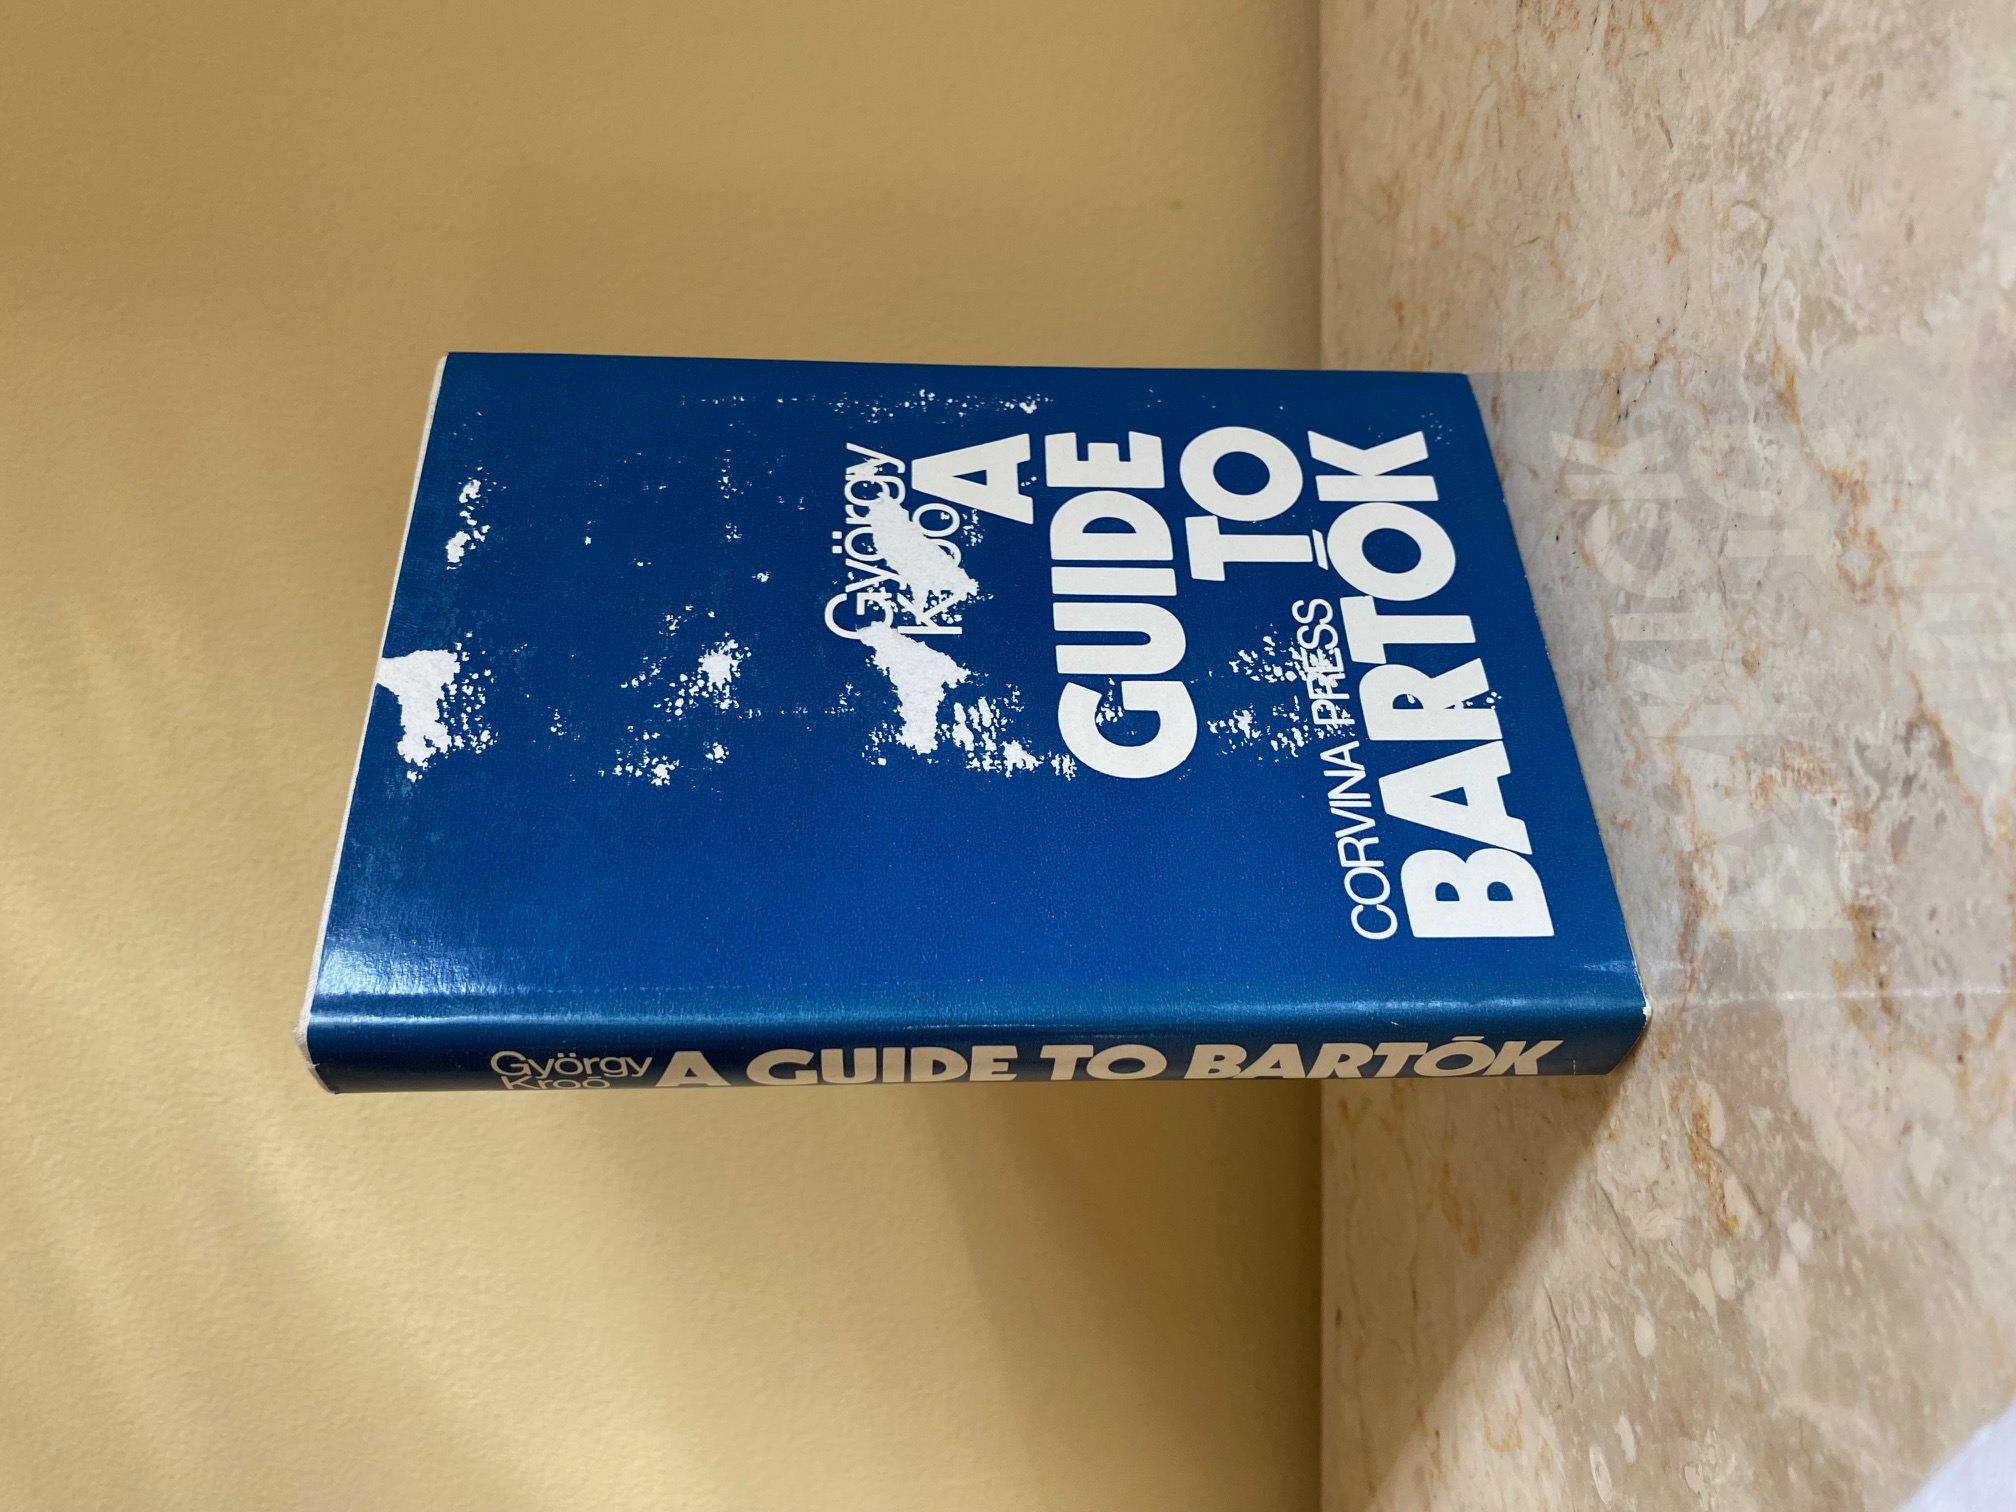 György
Kroó
A
GUIDE
TO
CORVINA PRESS
BARTÓK
György
Kroó
A GUIDE TO BARTÓK